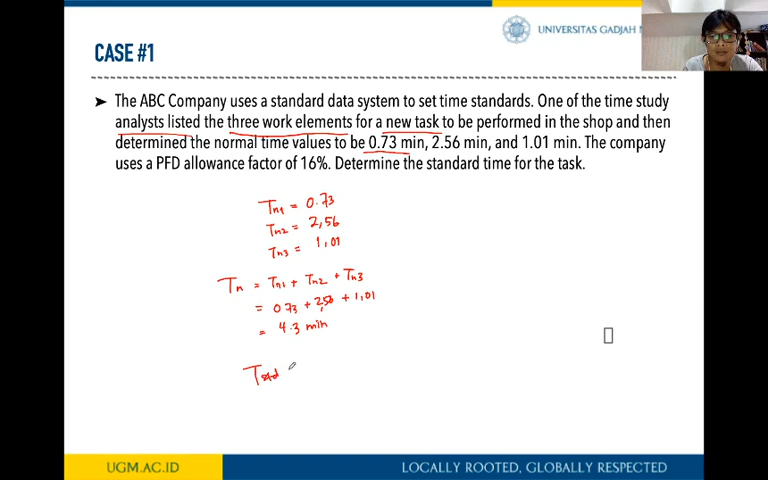 UNIVERSITAS GADJAH
CASE #1
➤ The ABC Company uses a standard data system to set time standards. One of the time study
analysts listed the three work elements for a new task to be performed in the shop and then
determined the normal time values to be 0.73 min, 2.56 min, and 1.01 min. The company
uses a PFD allowance factor of 16%. Determine the standard time for the task.
Tn1 = 0.73
Tn2 = 2,56
Tn3 = 1,01
Tn = Tn1 + Tn2 + Tn3
= 0.73 + 2,56 + 1,01
= 4.3 min
Tstd
UGM.AC.ID
LOCALLY ROOTED, GLOBALLY RESPECTED